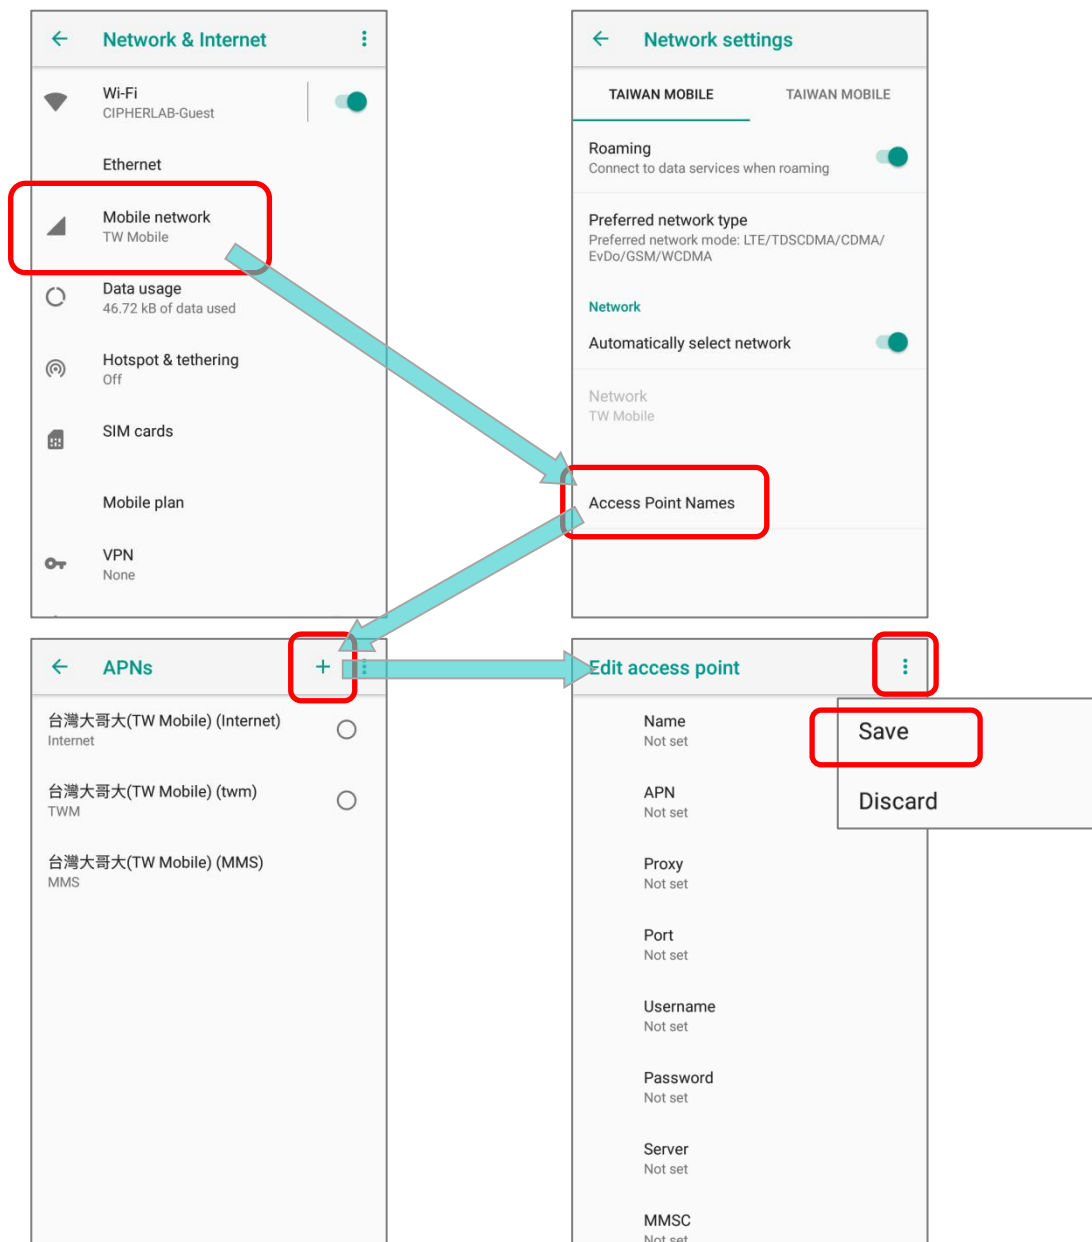 Network & Internet
Wi-Fi
CIPHERLAB-Guest
Ethernet
Mobile network
TW Mobile
Data usage
46.72 kB of data used
Hotspot & tethering
Off
SIM cards
Mobile plan
VPN
None
Network settings
TAIWAN MOBILE
TAIWAN MOBILE
Roaming
Connect to data services when roaming
Preferred network type
Preferred network mode: LTE/TDSCDMA/CDMA/
EvDo/GSM/WCDMA
Network
Automatically select network
Network
TW Mobile
Access Point Names
APNs
台灣大哥大(TW Mobile) (Internet)
Internet
台灣大哥大(TW Mobile) (twm)
TWM
台灣大哥大(TW Mobile) (MMS)
MMS
Edit access point
Save
Discard
Name
Not set
APN
Not set
Proxy
Not set
Port
Not set
Username
Not set
Password
Not set
Server
Not set
MMSC
Not set